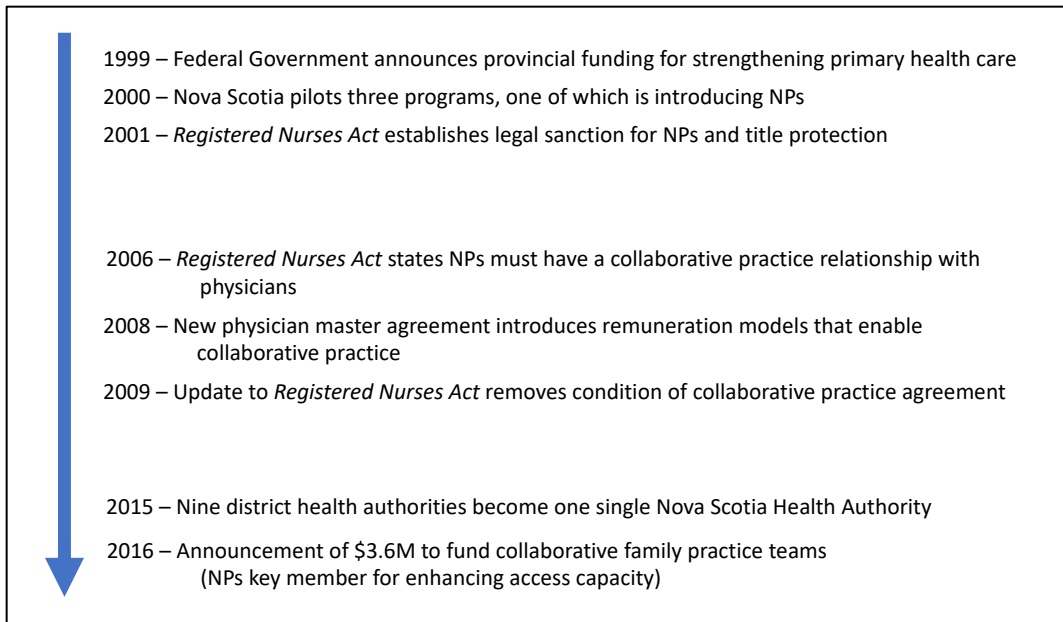 1999 – Federal Government announces provincial funding for strengthening primary health care
2000 – Nova Scotia pilots three programs, one of which is introducing NPs
2001 – Registered Nurses Act establishes legal sanction for NPs and title protection
2006 – Registered Nurses Act states NPs must have a collaborative practice relationship with
physicians
2008 – New physician master agreement introduces remuneration models that enable
collaborative practice
2009 – Update to Registered Nurses Act removes condition of collaborative practice agreement
2015 – Nine district health authorities become one single Nova Scotia Health Authority
2016 – Announcement of $3.6M to fund collaborative family practice teams
(NPs key member for enhancing access capacity)